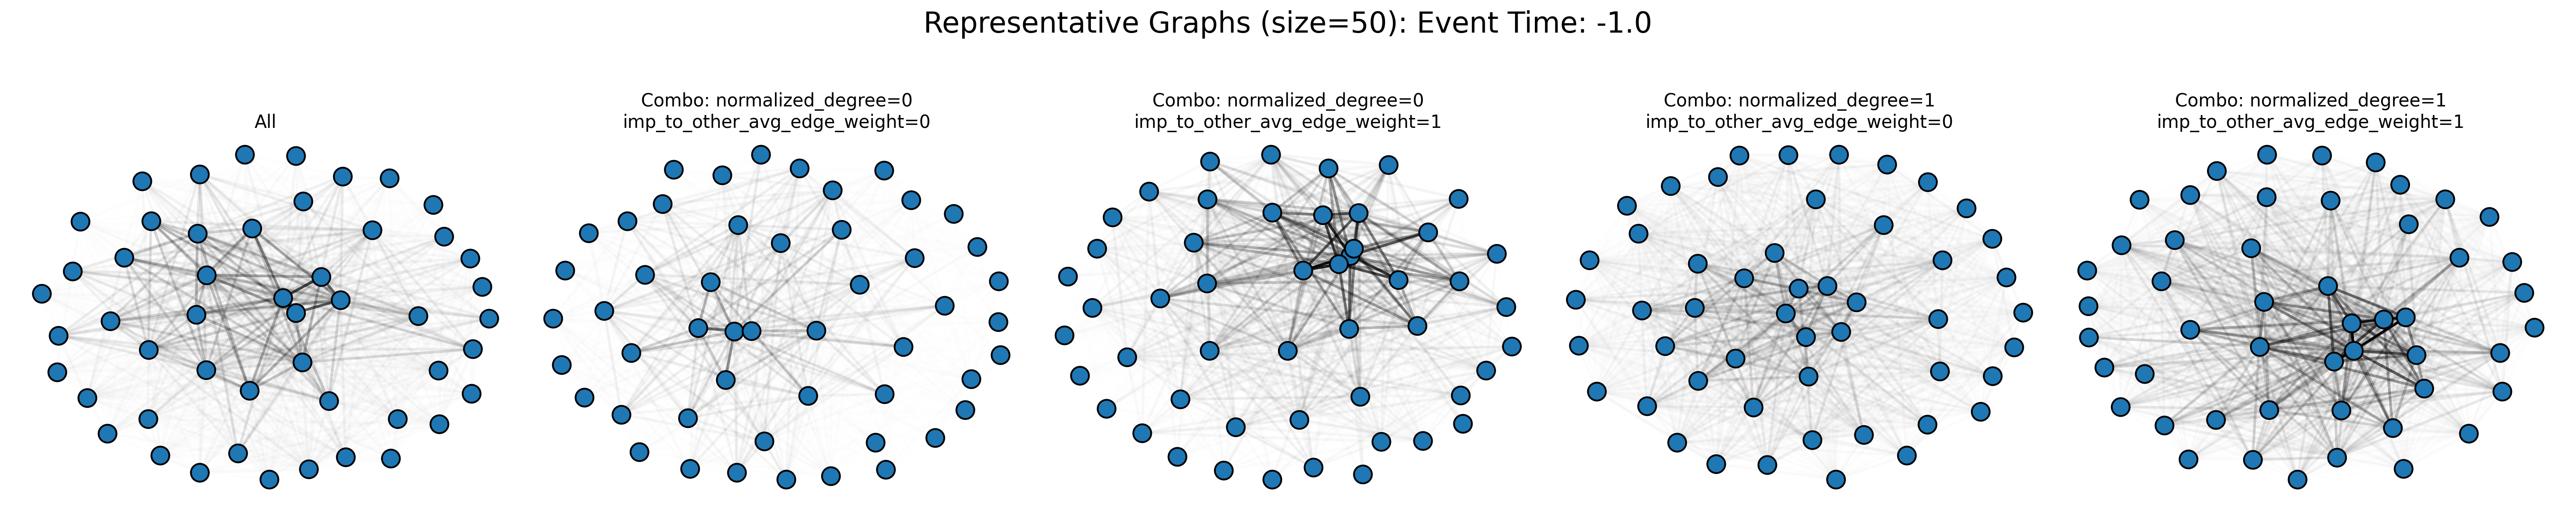 Representative Graphs (size=50): Event Time: -1.0
All
Combo: normalized_degree=0
imp_to_other_avg_edge_weight=0
Combo: normalized_degree=0
imp_to_other_avg_edge_weight=1
Combo: normalized_degree=1
imp_to_other_avg_edge_weight=0
Combo: normalized_degree=1
imp_to_other_avg_edge_weight=1